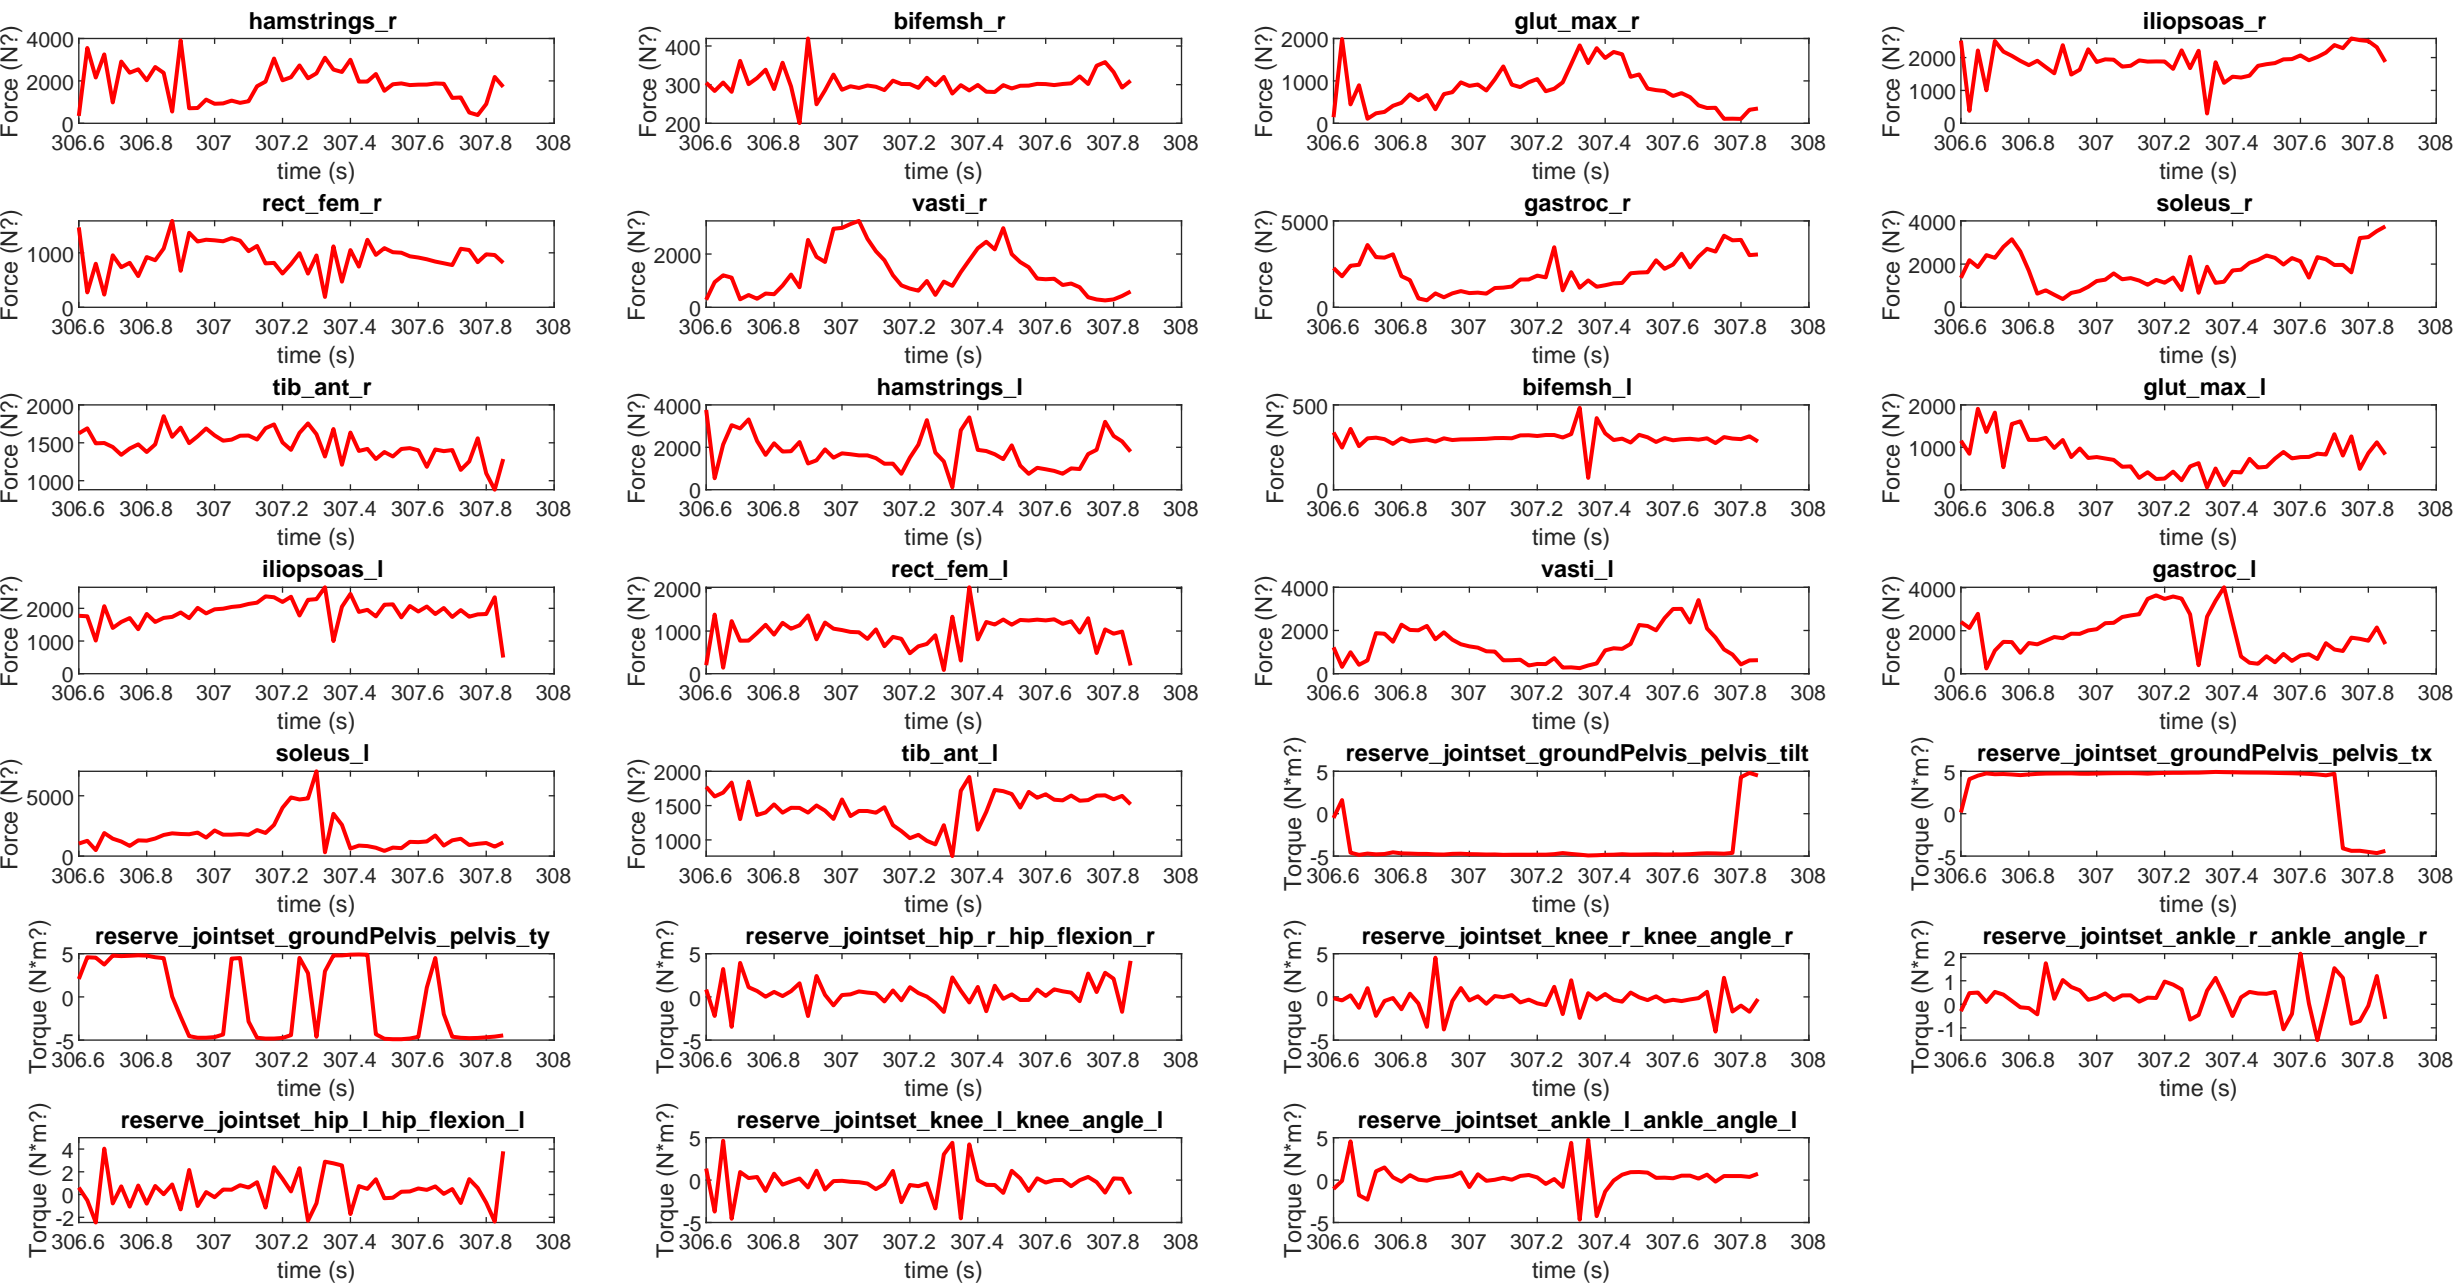 hamstrings_r
bifemsh_r
glut_max_r
iliopsoas_r
Force (N?)
4000
2000
0
306.6 306.8 307 307.2 307.4 307.6 307.8 308
time (s)
Force (N?)
400
300
200
306.6 306.8 307 307.2 307.4 307.6 307.8 308
time (s)
Force (N?)
2000
1000
0
306.6 306.8 307 307.2 307.4 307.6 307.8 308
time (s)
Force (N?)
2000
1000
0
306.6 306.8 307 307.2 307.4 307.6 307.8 308
time (s)
rect_fem_r
vasti_r
gastroc_r
soleus_r
Force (N?)
1000
0
306.6 306.8 307 307.2 307.4 307.6 307.8 308
time (s)
Force (N?)
2000
0
306.6 306.8 307 307.2 307.4 307.6 307.8 308
time (s)
Force (N?)
5000
0
306.6 306.8 307 307.2 307.4 307.6 307.8 308
time (s)
Force (N?)
4000
2000
0
306.6 306.8 307 307.2 307.4 307.6 307.8 308
time (s)
tib_ant_r
hamstrings_l
bifemsh_l
glut_max_l
Force (N?)
2000
1500
1000
306.6 306.8 307 307.2 307.4 307.6 307.8 308
time (s)
Force (N?)
4000
2000
0
306.6 306.8 307 307.2 307.4 307.6 307.8 308
time (s)
Force (N?)
500
0
306.6 306.8 307 307.2 307.4 307.6 307.8 308
time (s)
Force (N?)
2000
1000
0
306.6 306.8 307 307.2 307.4 307.6 307.8 308
time (s)
iliopsoas_l
rect_fem_l
vasti_l
gastroc_l
Force (N?)
2000
1000
0
306.6 306.8 307 307.2 307.4 307.6 307.8 308
time (s)
Force (N?)
2000
1000
0
306.6 306.8 307 307.2 307.4 307.6 307.8 308
time (s)
Force (N?)
4000
2000
0
306.6 306.8 307 307.2 307.4 307.6 307.8 308
time (s)
Force (N?)
4000
2000
0
306.6 306.8 307 307.2 307.4 307.6 307.8 308
time (s)
soleus_l
tib_ant_l
reserve_jointset_groundPelvis_pelvis_tilt
reserve_jointset_groundPelvis_pelvis_tx
Force (N?)
5000
0
306.6 306.8 307 307.2 307.4 307.6 307.8 308
time (s)
Force (N?)
2000
1500
1000
306.6 306.8 307 307.2 307.4 307.6 307.8 308
time (s)
Torque (N*m?)
5
0
-5
306.6 306.8 307 307.2 307.4 307.6 307.8 308
time (s)
Torque (N*m?)
5
0
-5
306.6 306.8 307 307.2 307.4 307.6 307.8 308
time (s)
reserve_jointset_groundPelvis_pelvis_ty
reserve_jointset_hip_r_hip_flexion_r
reserve_jointset_knee_r_knee_angle_r
reserve_jointset_ankle_r_ankle_angle_r
Torque (N*m?)
5
0
-5
306.6 306.8 307 307.2 307.4 307.6 307.8 308
time (s)
Torque (N*m?)
5
0
-5
306.6 306.8 307 307.2 307.4 307.6 307.8 308
time (s)
Torque (N*m?)
5
0
-5
306.6 306.8 307 307.2 307.4 307.6 307.8 308
time (s)
Torque (N*m?)
2
1
0
-1
306.6 306.8 307 307.2 307.4 307.6 307.8 308
time (s)
reserve_jointset_hip_l_hip_flexion_l
reserve_jointset_knee_l_knee_angle_l
reserve_jointset_ankle_l_ankle_angle_l
Torque (N*m?)
4
2
0
-2
306.6 306.8 307 307.2 307.4 307.6 307.8 308
time (s)
Torque (N*m?)
5
0
-5
306.6 306.8 307 307.2 307.4 307.6 307.8 308
time (s)
Torque (N*m?)
5
0
-5
306.6 306.8 307 307.2 307.4 307.6 307.8 308
time (s)